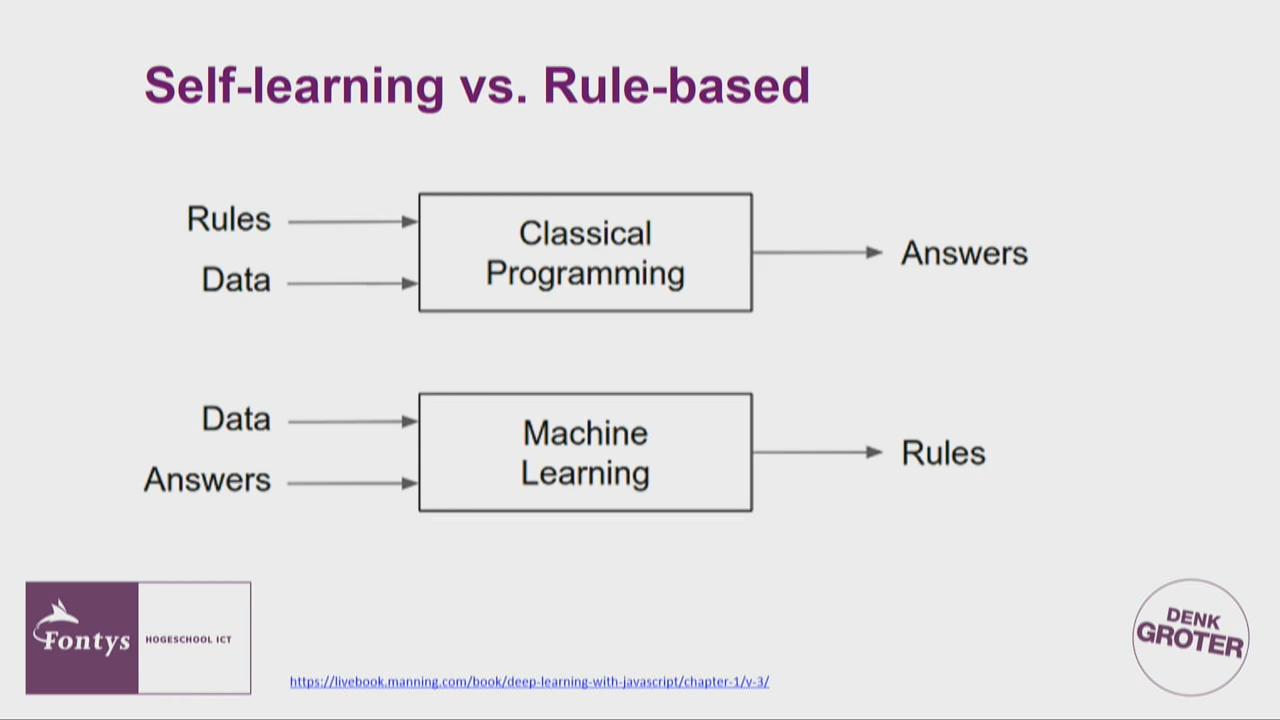 Self-learning vs. Rule-based
Rules
Data
Classical
Programming
Answers
Data
Answers
Machine
Learning
Rules
Fontys
HOGESCHOOL ICT
https://livebook.manning.com/book/deep-learning-with-javascript/chapter-1/v-3/
DENK
GROTER